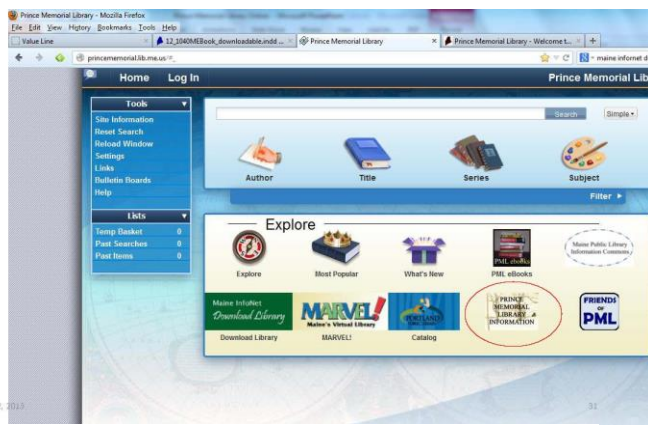 Prince Memorial Library - Mozilla Firefox
File Edit View History Bookmarks Tools Help
Value Line
12_1040MEBook_downloadable.indd ...
Prince Memorial Library
Prince Memorial Library - Welcome t...
princememorial.lib.me.us
maine infornet d
Home Log In
Prince Memorial Lib
Tools
Site Information
Reset Search
Reload Window
Settings
Links
Bulletin Boards
Help
Lists
Temp Basket 0
Past Searches 0
Past Items 0
Search
Simple
Author Title Series Subject
Filter
Explore
PML ebooks
Maine Public Library
Information Commons
Explore Most Popular What's New PML eBooks
Maine InfoNet
Download Library
MARVEL!
Maine's Virtual Library
PORTLAND
PRINCE
MEMORIAL
LIBRARY
INFORMATION
FRIENDS
OF
PML
Download Library MARVEL! Catalog
31